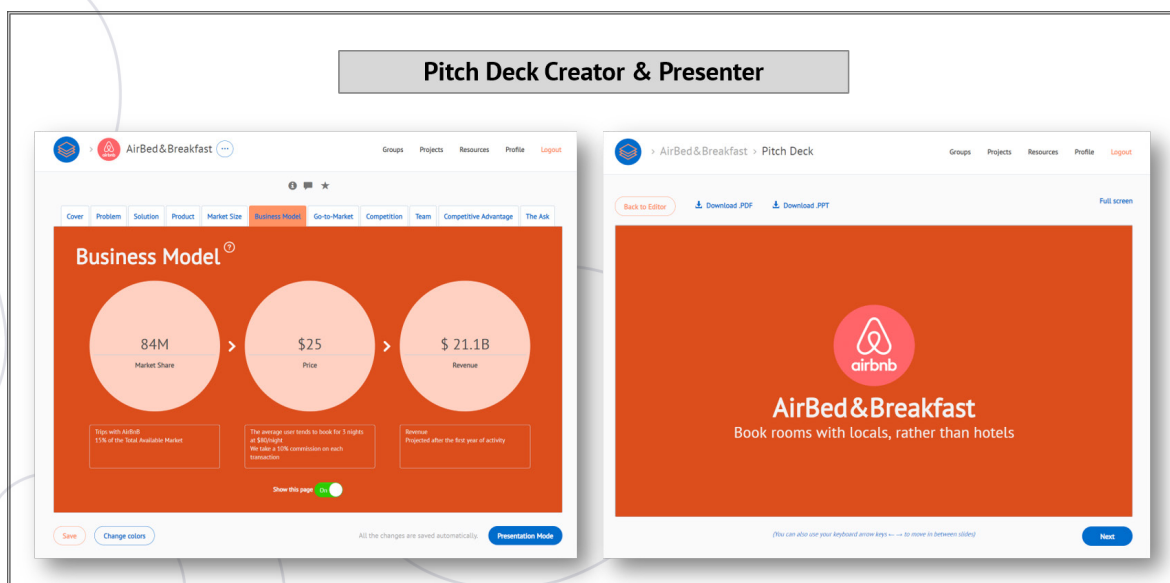 Pitch Deck Creator & Presenter
airbnb
AirBed&Breakfast
Groups Projects Resources Profile Logout
Cover Problem Solution Product Market Size Business Model Go-to-Market Competition Team Competitive Advantage The Ask
Business Model ?
84M
Market Share
$25
Price
$ 21.1B
Revenue
Trips with AirBnB
15% of the Total Available Market
The average user tends to book for 3 nights
at $80/night
We take a 10% commission on each
transaction
Revenue
Projected after the first year of activity
Show this page On
Save Change colors All the changes are saved automatically. Presentation Mode
> AirBed&Breakfast > Pitch Deck
Groups Projects Resources Profile Logout
Back to Editor Download .PDF Download .PPT Full screen
airbnb
AirBed&Breakfast
Book rooms with locals, rather than hotels
(You can also use your keyboard arrow keys ←- → to move in between slides)
Next